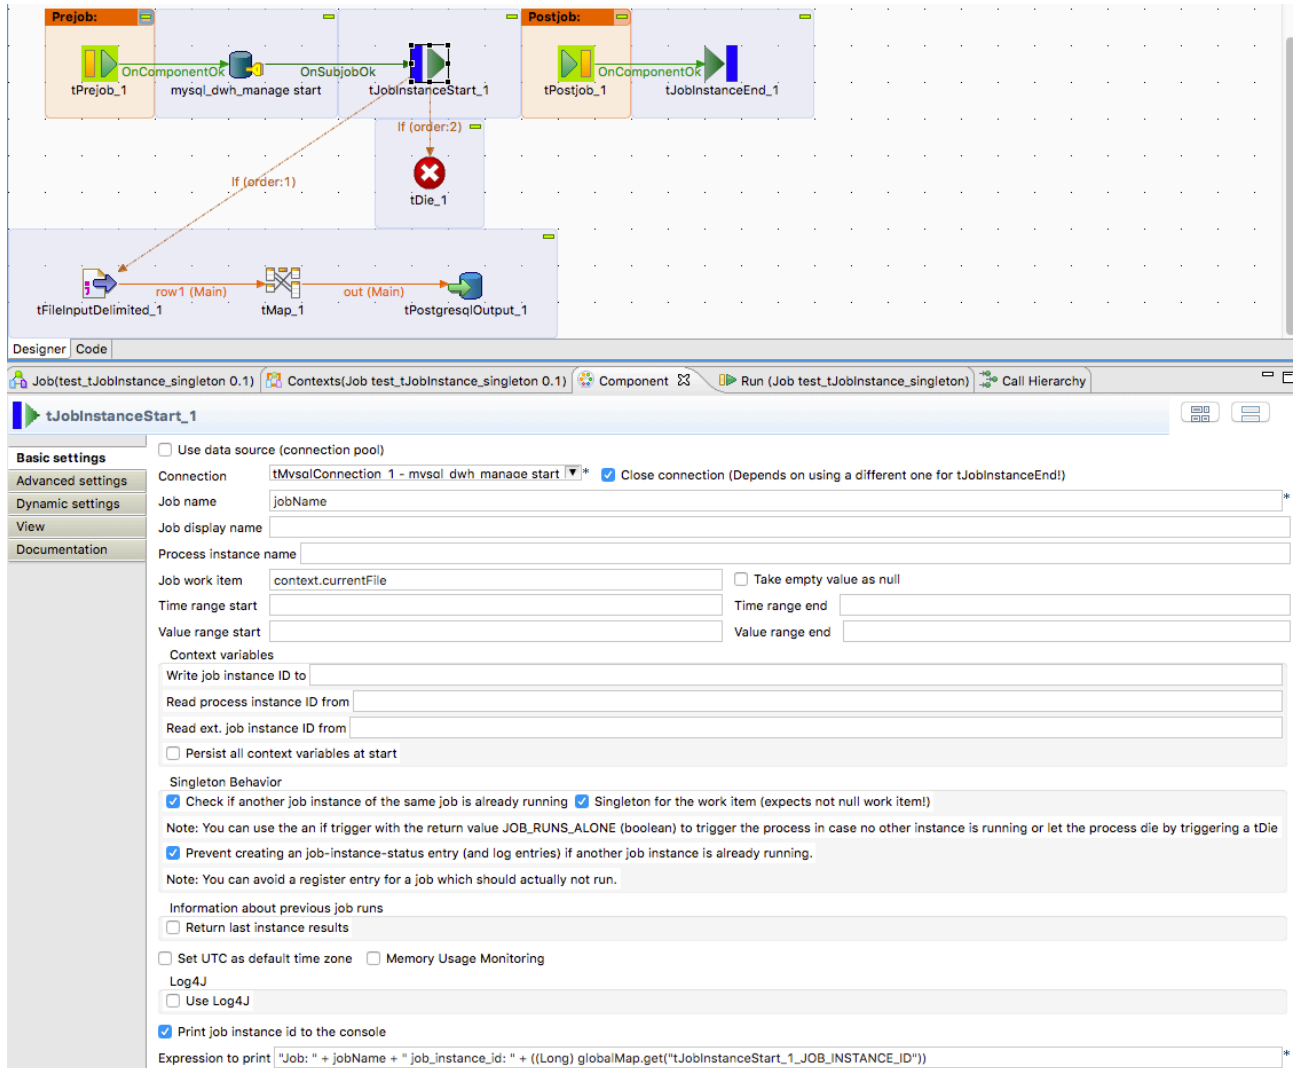 Prejob:
Postjob:
OnComponentOk
OnSubjobOk
OnComponentOk
tPrejob_1
mysql_dwh_manage start
tJobInstanceStart_1
tPostjob_1
tJobInstanceEnd_1
If (order:2)
If (order:1)
tDie_1
row1 (Main)
out (Main)
tFileInputDelimited_1
tMap_1
tPostgresqlOutput_1
Designer Code
Job(test_tJobInstance_singleton 0.1) Contexts(Job test_tJobInstance_singleton 0.1) Component Run (Job test_tJobInstance_singleton) Call Hierarchy
tJobInstanceStart_1
Basic settings
Advanced settings
Dynamic settings
View
Documentation
Use data source (connection pool)
Connection tMysqlConnection_1 - mysql_dwh_manage start * Close connection (Depends on using a different one for tJobInstanceEnd!)
Job name jobName *
Job display name
Process instance name
Job work item context.currentFile Take empty value as null
Time range start Time range end
Value range start Value range end
Context variables
Write job instance ID to
Read process instance ID from
Read ext. job instance ID from
Persist all context variables at start
Singleton Behavior
Check if another job instance of the same job is already running Singleton for the work item (expects not null work item!)
Note: You can use the an if trigger with the return value JOB_RUNS_ALONE (boolean) to trigger the process in case no other instance is running or let the process die by triggering a tDie
Prevent creating an job-instance-status entry (and log entries) if another job instance is already running.
Note: You can avoid a register entry for a job which should actually not run.
Information about previous job runs
Return last instance results
Set UTC as default time zone Memory Usage Monitoring
Log4J
Use Log4J
Print job instance id to the console
Expression to print "Job: " + jobName + " job_instance_id: " + ((Long) globalMap.get("tJobInstanceStart_1_JOB_INSTANCE_ID")) *